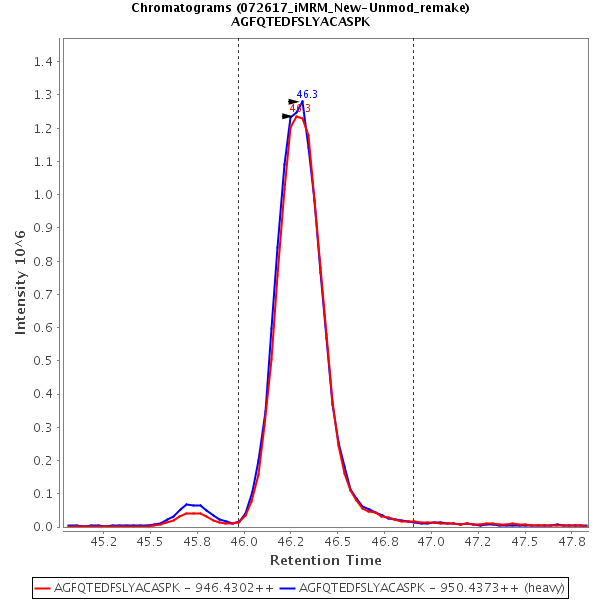 Chromatograms (072617_iMRM_New-Unmod_remake)
AGFQTEDFSLYACASPK
Intensity 10^6
1.4
1.3
1.2
1.1
1.0
0.9
0.8
0.7
0.6
0.5
0.4
0.3
0.2
0.1
0.0
46.3
46.3
45.2 45.5 45.8 46.0 46.2 46.5 46.8 47.0 47.2 47.5 47.8
Retention Time
AGFQTEDFSLYACASPK - 946.4302++ AGFQTEDFSLYACASPK - 950.4373++ (heavy)